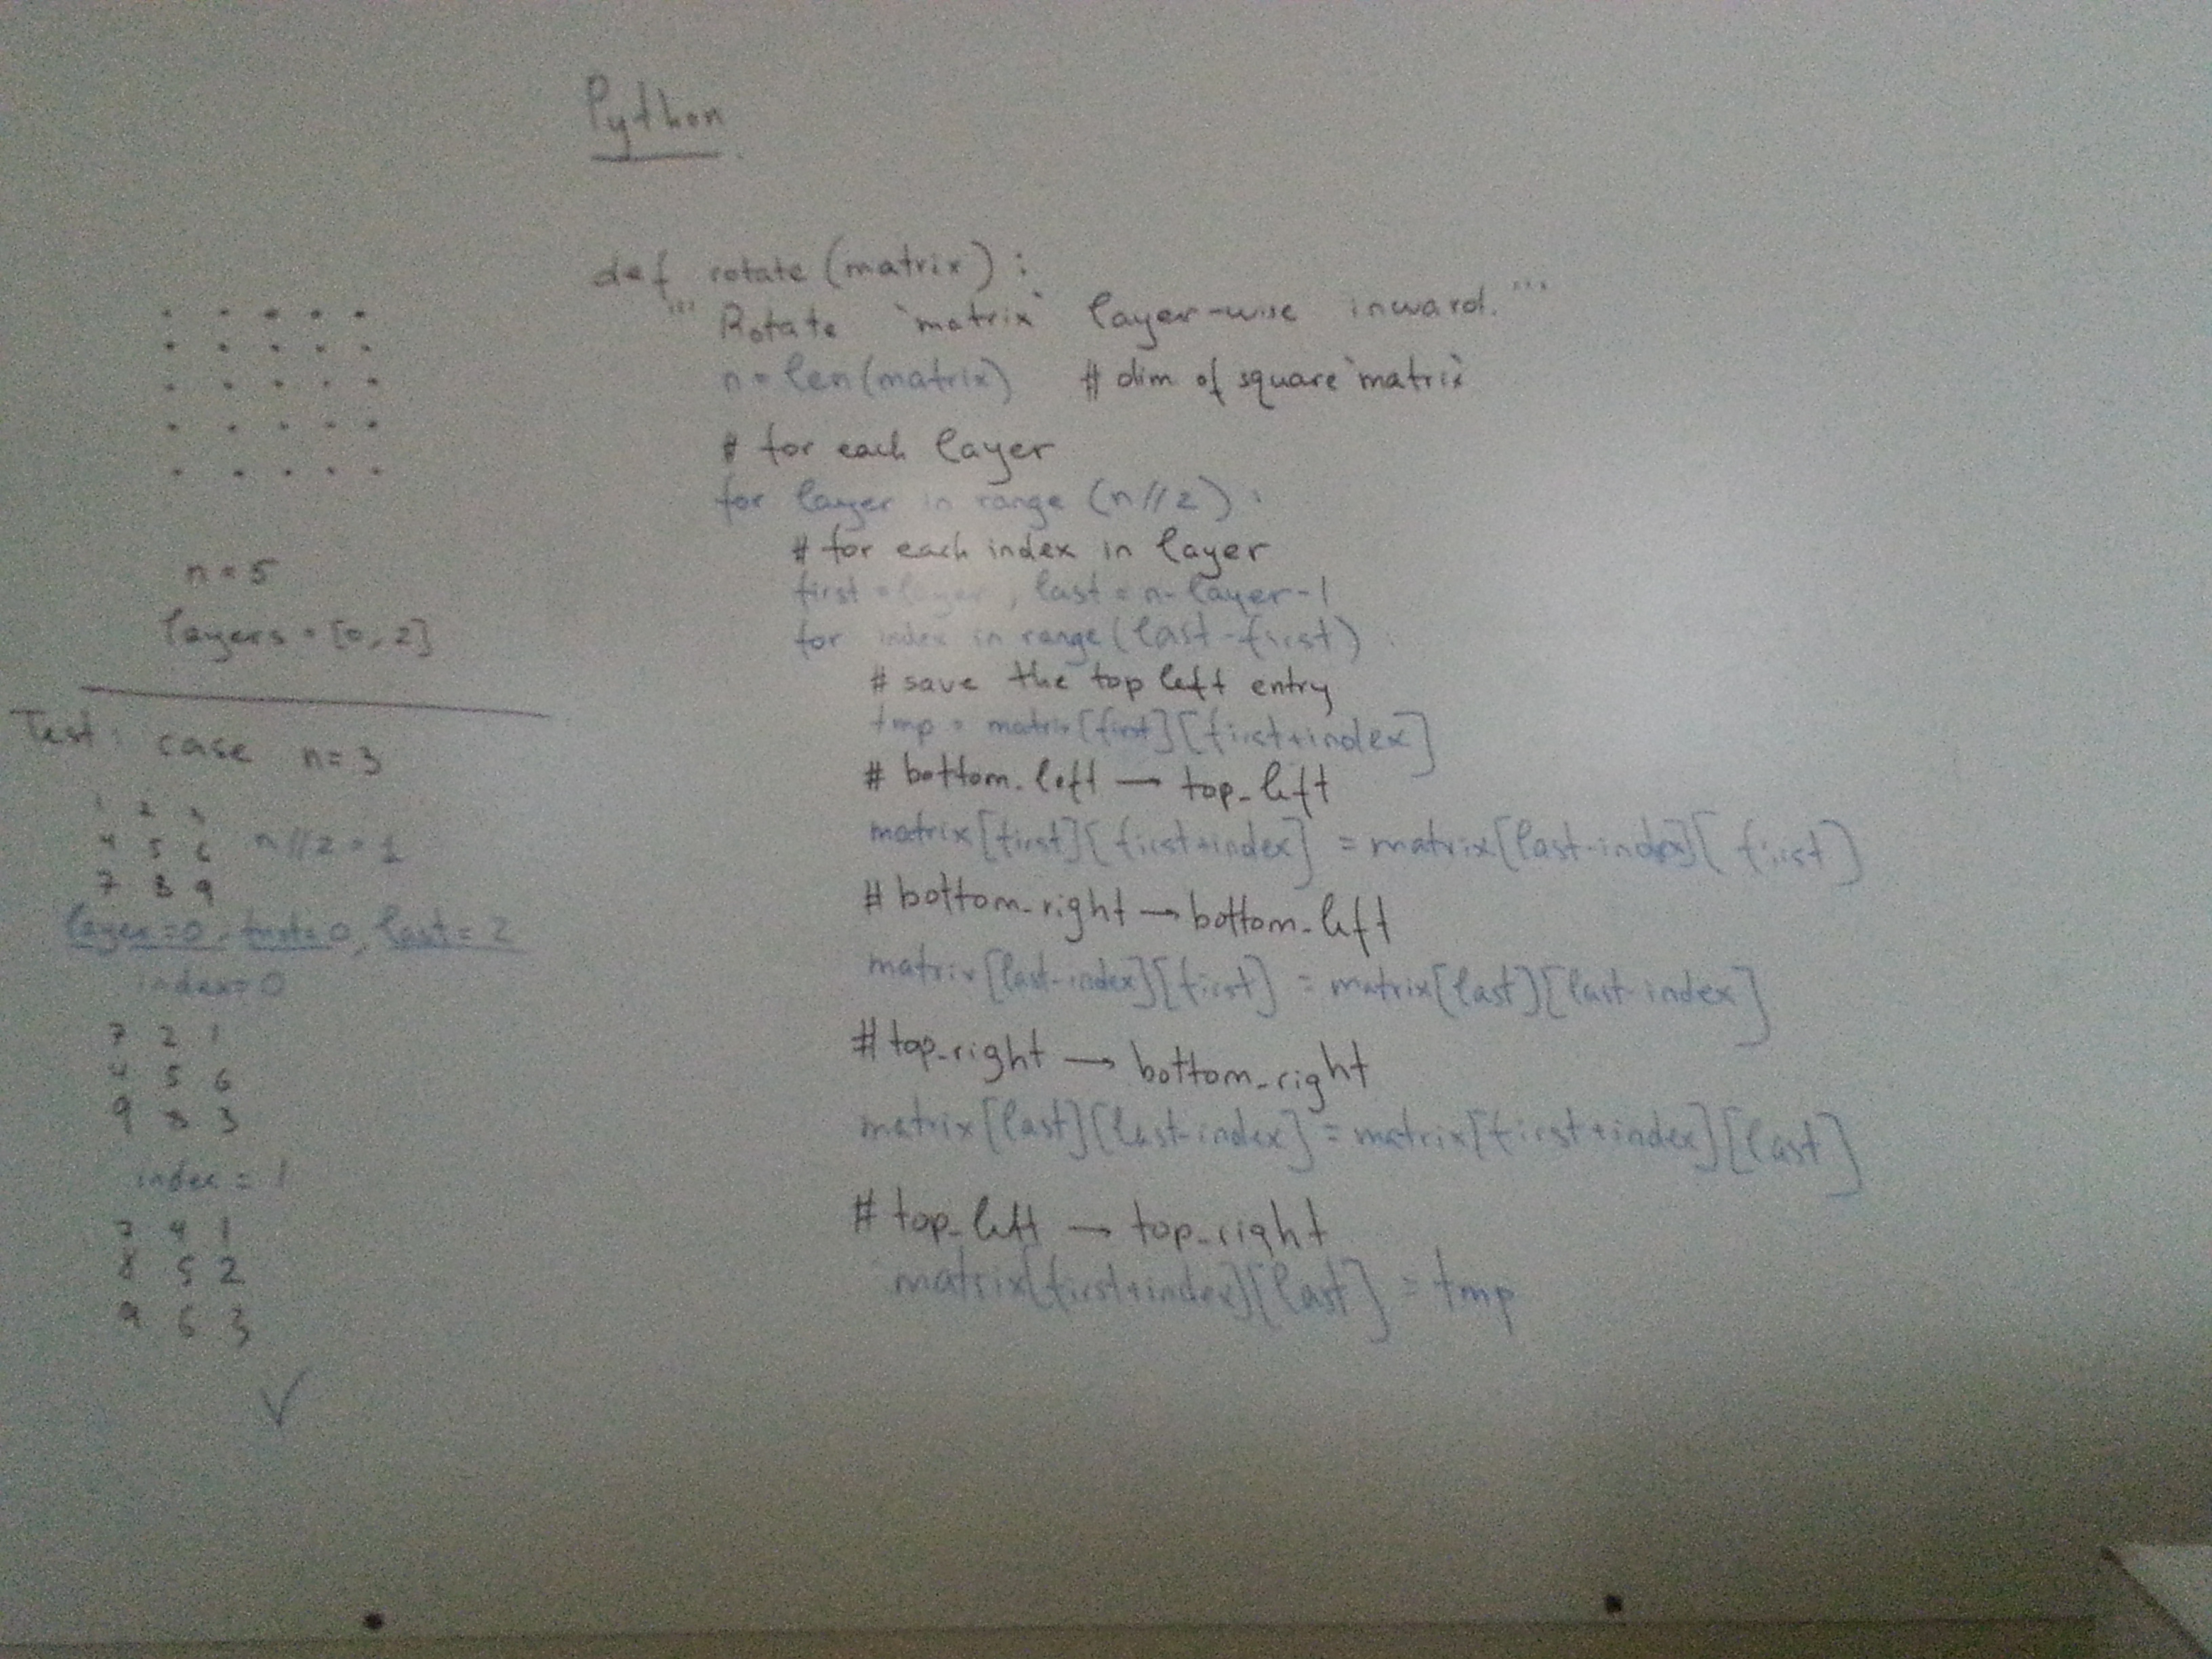 Python
def rotate (matrix) :
""" Rotate `matrix` layer-wise inward. """
n = len(matrix) # dim of square `matrix`
# for each layer
for layer in range (n//2) :
# for each index in layer
first = layer , last = n-layer-1
for index in range (last-first) :
# save the top left entry
tmp = matrix[first][first+index]
# bottom_left → top_left
matrix[first][first+index] = matrix[last-index][first]
# bottom_right → bottom_left
matrix[last-index][first] = matrix[last][last-index]
# top_right → bottom_right
matrix[last][last-index] = matrix[first+index][last]
# top_left → top_right
matrix[first+index][last] = tmp
n = 5
layers = [0, 2]
Test: case n=3
1 2 3
4 5 6 n//2 = 1
7 8 9
layer=0, first=0, last=2
index=0
7 2 1
4 5 6
9 8 3
index = 1
7 4 1
8 5 2
9 6 3
✓